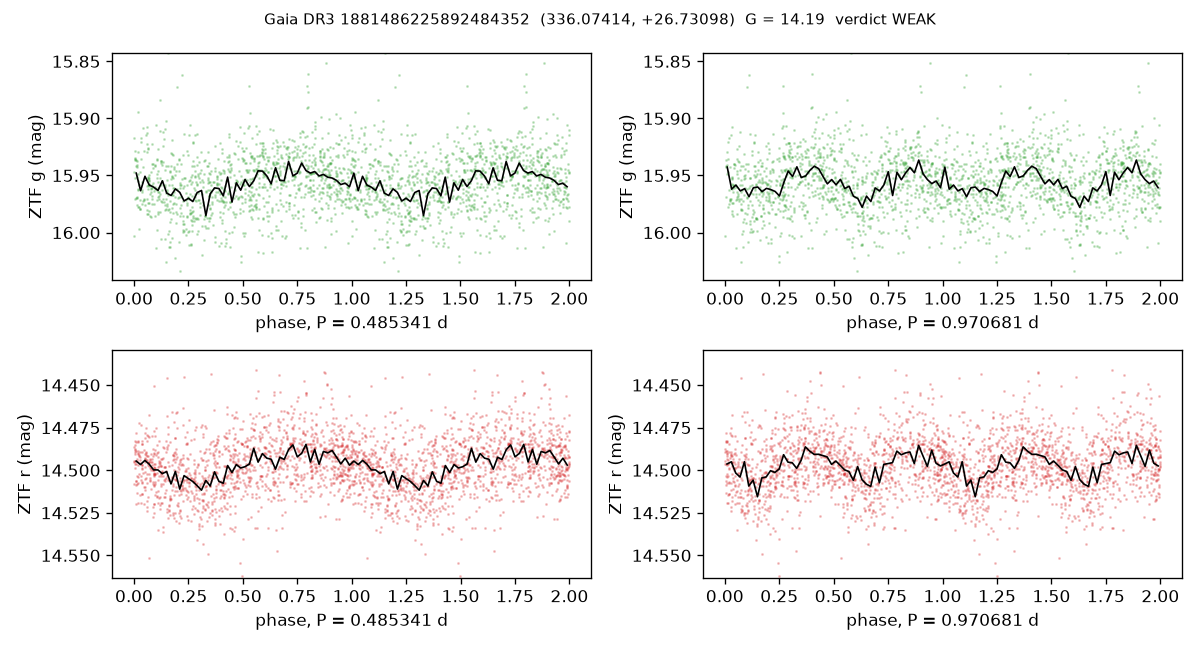 Gaia DR3 1881486225892484352  (336.07414, +26.73098)  G = 14.19  verdict WEAK
15.85
15.90
15.95
16.00
ZTF g (mag)
0.00 0.25 0.50 0.75 1.00 1.25 1.50 1.75 2.00
phase, P = 0.485341 d
15.85
15.90
15.95
16.00
ZTF g (mag)
0.00 0.25 0.50 0.75 1.00 1.25 1.50 1.75 2.00
phase, P = 0.970681 d
14.450
14.475
14.500
14.525
14.550
ZTF r (mag)
0.00 0.25 0.50 0.75 1.00 1.25 1.50 1.75 2.00
phase, P = 0.485341 d
14.450
14.475
14.500
14.525
14.550
ZTF r (mag)
0.00 0.25 0.50 0.75 1.00 1.25 1.50 1.75 2.00
phase, P = 0.970681 d